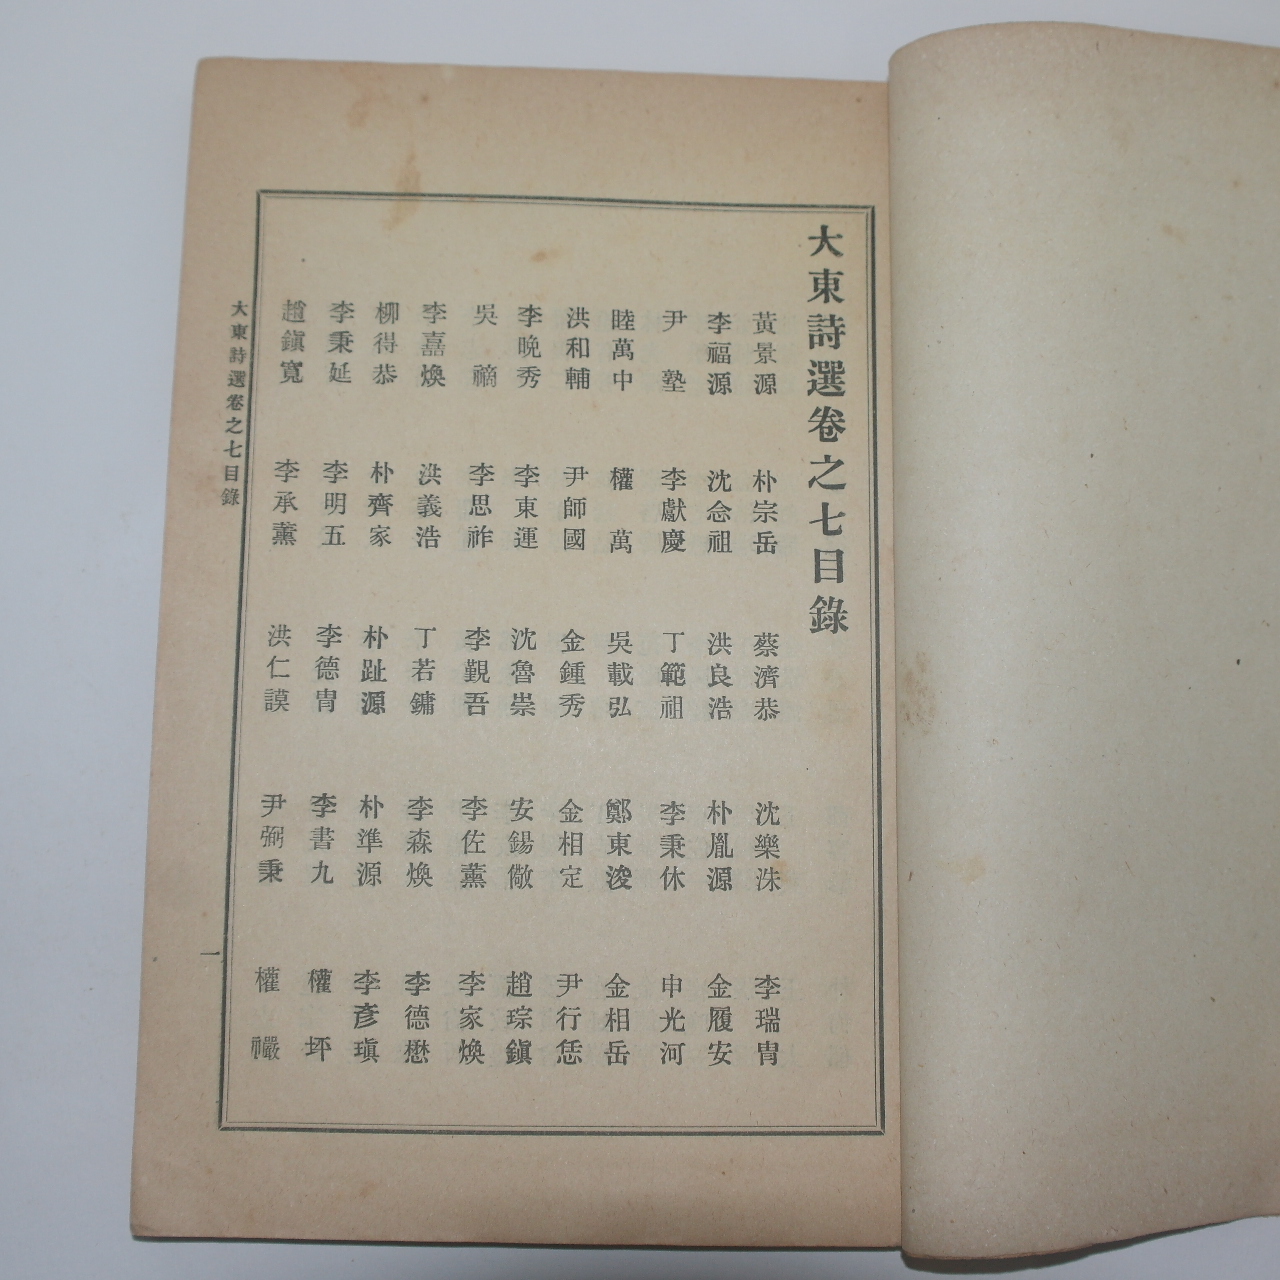 大東詩選卷之七目錄
黃景源 朴宗岳 蔡濟恭 沈樂洙 李瑞冑
李福源 沈念祖 洪良浩 朴胤源 金履安
尹塾 李獻慶 丁範祖 李秉休 申光河
睦萬中 權萬 吳載弘 鄭東浚 金相岳
洪和輔 尹師國 金鍾秀 金相定 尹行恁
李晚秀 李東運 沈魯崇 安錫儆 趙琮鎭
吳 李思祚 李觀吾 李佐薰 李家煥
李嘉煥 洪義浩 丁若鏞 李森煥 李德懋
柳得恭 朴齊家 朴趾源 朴準源 李彥瑱
李秉延 李明五 李德冑 李書九 權坪
趙鎭寬 李承薰 洪仁謨 尹弼秉 權
大東詩選卷之七目錄
一